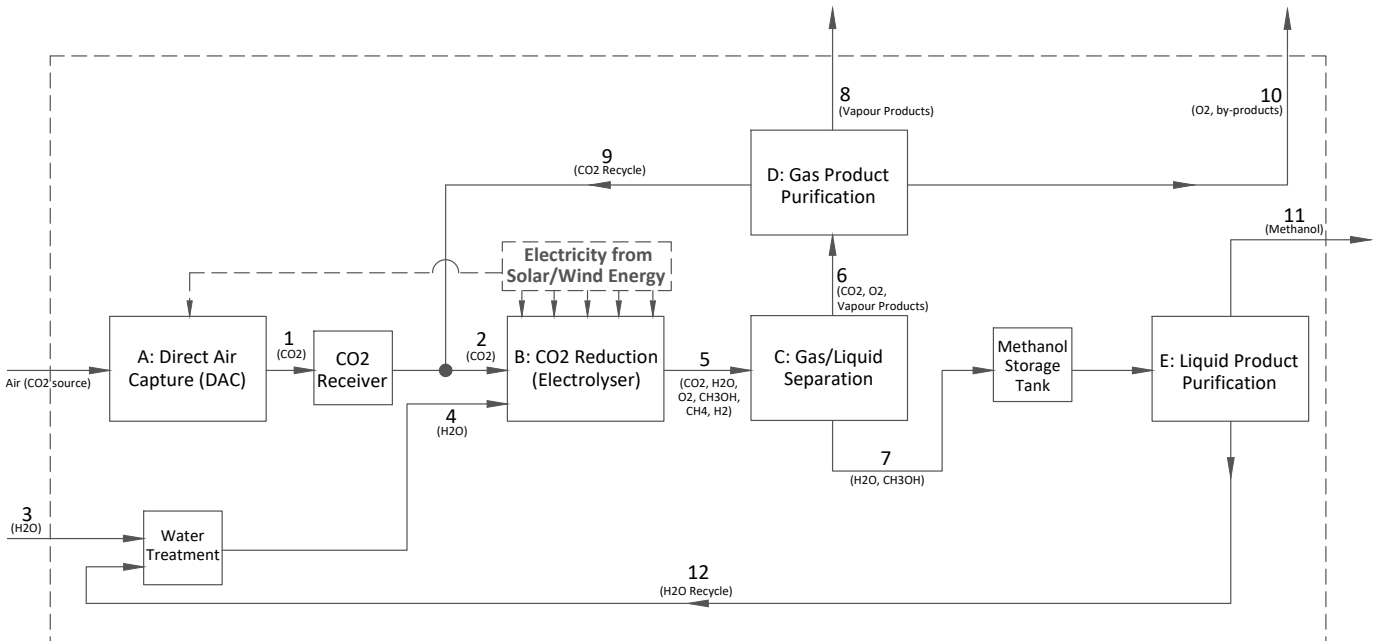 8
(Vapour Products)
10
(O2, by-products)
9
(CO2 Recycle)
D: Gas Product
Purification
11
(Methanol)
Electricity from
Solar/Wind Energy
6
(CO2, O2,
Vapour Products)
1
(CO2)
2
(CO2)
A: Direct Air
Capture (DAC)
CO2
Receiver
B: CO2 Reduction
(Electrolyser)
5
(CO2, H2O,
O2, CH3OH,
CH4, H2)
C: Gas/Liquid
Separation
Methanol
Storage
Tank
E: Liquid Product
Purification
Air (CO2 source)
4
(H2O)
7
(H2O, CH3OH)
3
(H2O)
Water
Treatment
12
(H2O Recycle)